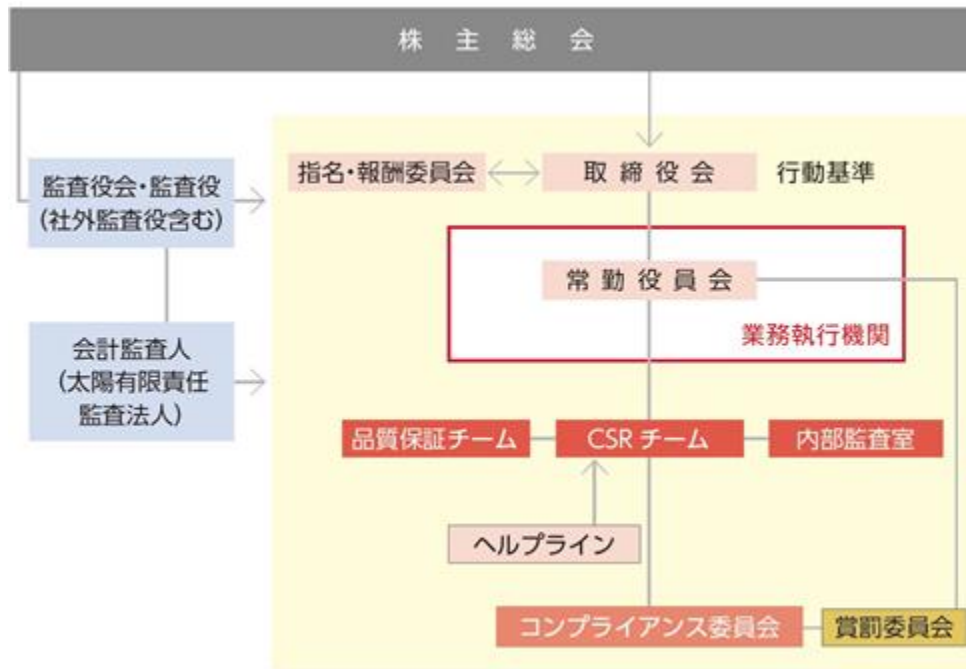 株主総会
監査役会・監査役
(社外監査役含む)
指名・報酬委員会
取締役会
行動基準
常勤役員会
業務執行機関
会計監査人
(太陽有限責任
監査法人)
品質保証チーム
CSR チーム
内部監査室
ヘルプライン
コンプライアンス委員会
賞罰委員会